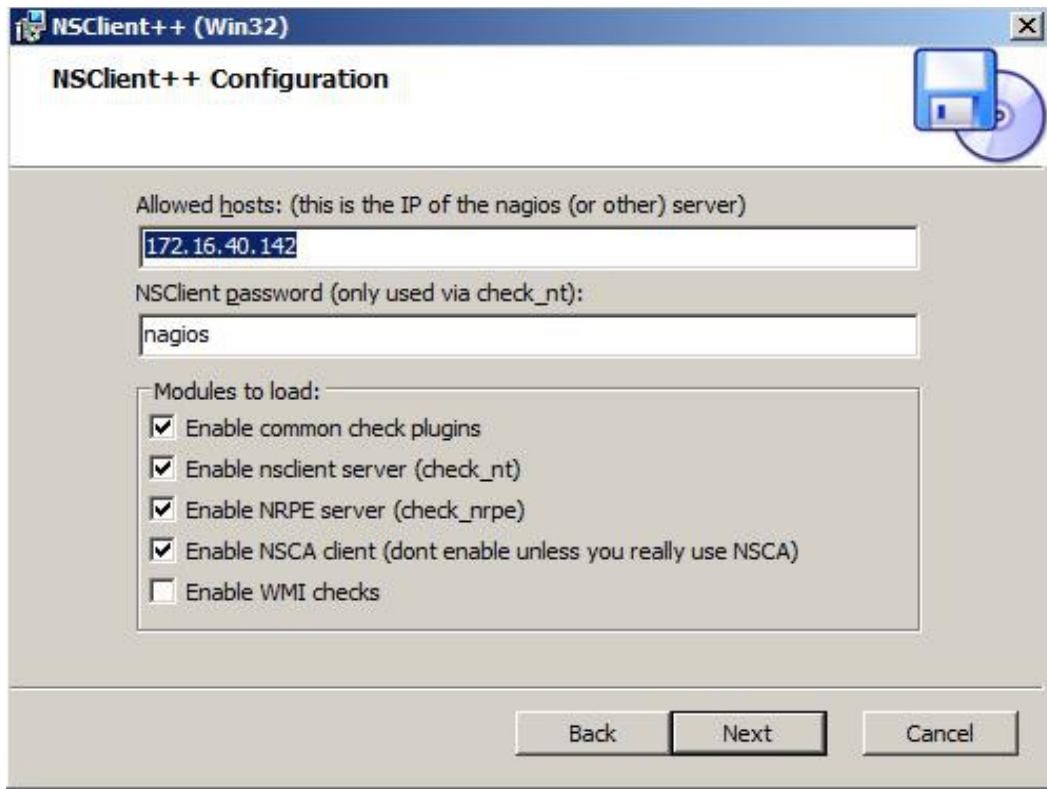 NSClient++ (Win32)
NSClient++ Configuration
Allowed hosts: (this is the IP of the nagios (or other) server)
172.16.40.142
NSClient password (only used via check_nt):
nagios
Modules to load:
Enable common check plugins
Enable nsclient server (check_nt)
Enable NRPE server (check_nrpe)
Enable NSCA client (dont enable unless you really use NSCA)
Enable WMI checks
Back Next Cancel